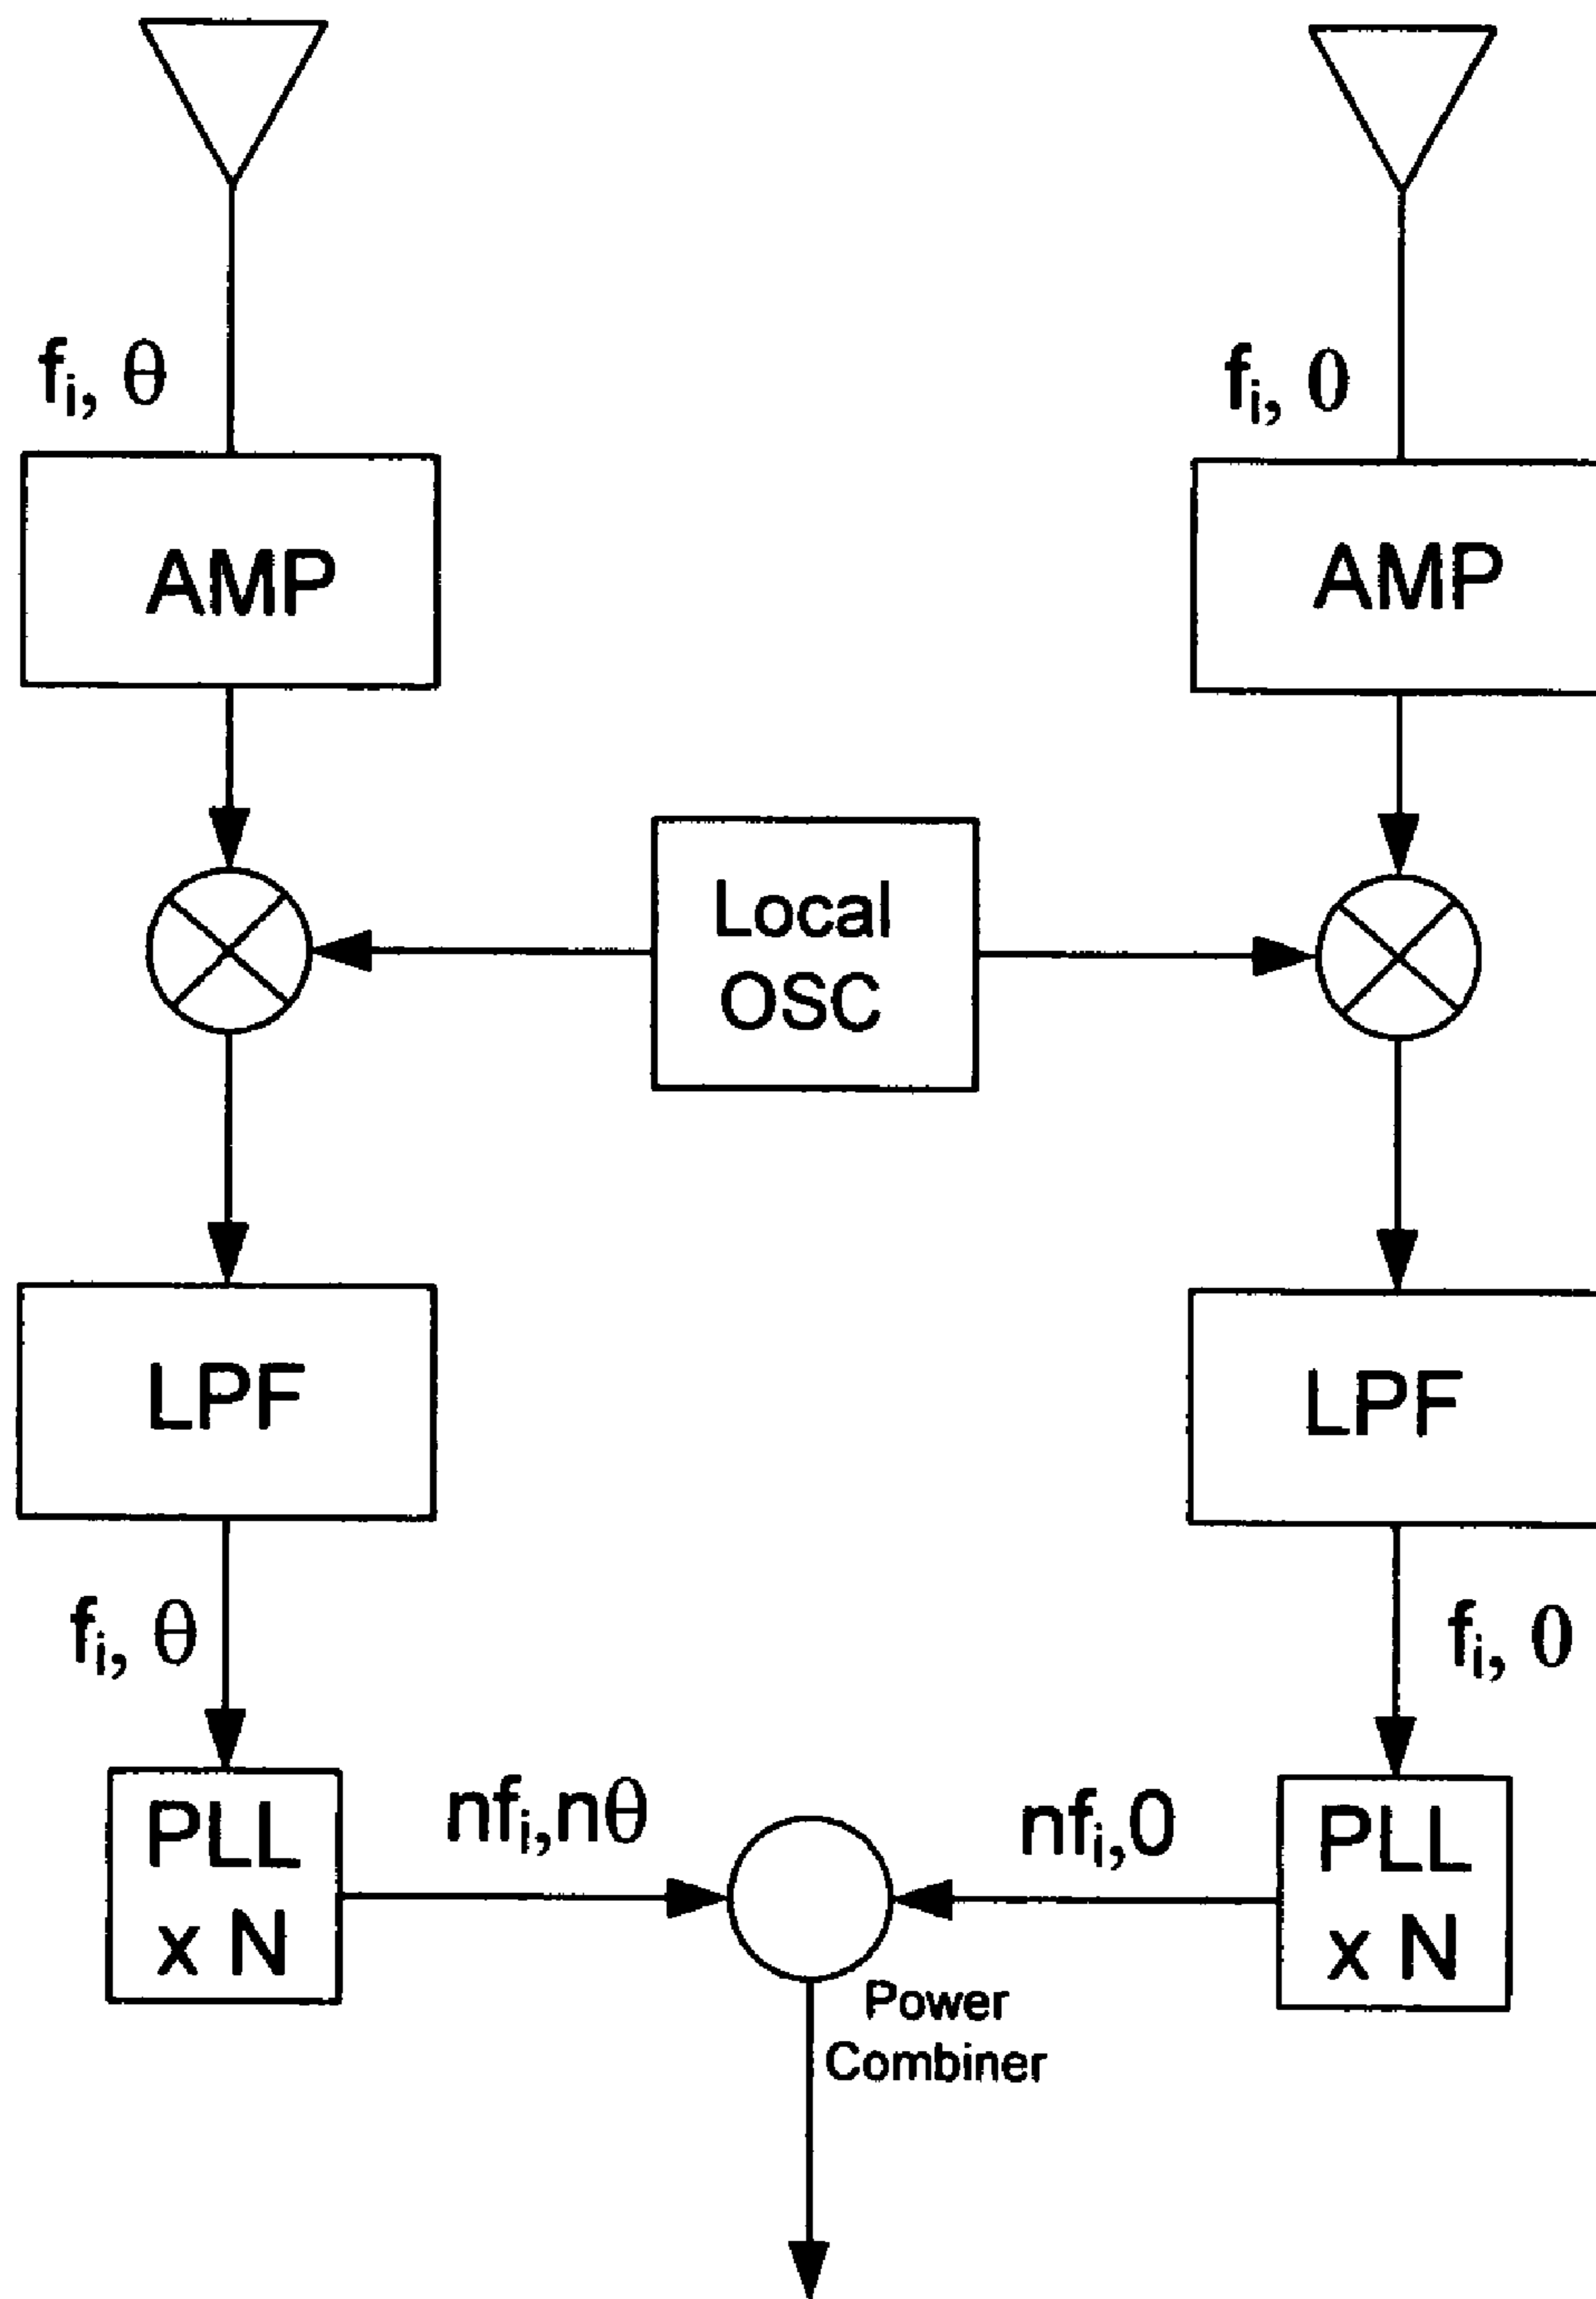 fᵢ, θ
fᵢ, 0
AMP
AMP
Local
OSC
LPF
LPF
fᵢ, θ
fᵢ, 0
PLL
x N
nfᵢ,nθ
nfᵢ,0
PLL
x N
Power
Combiner